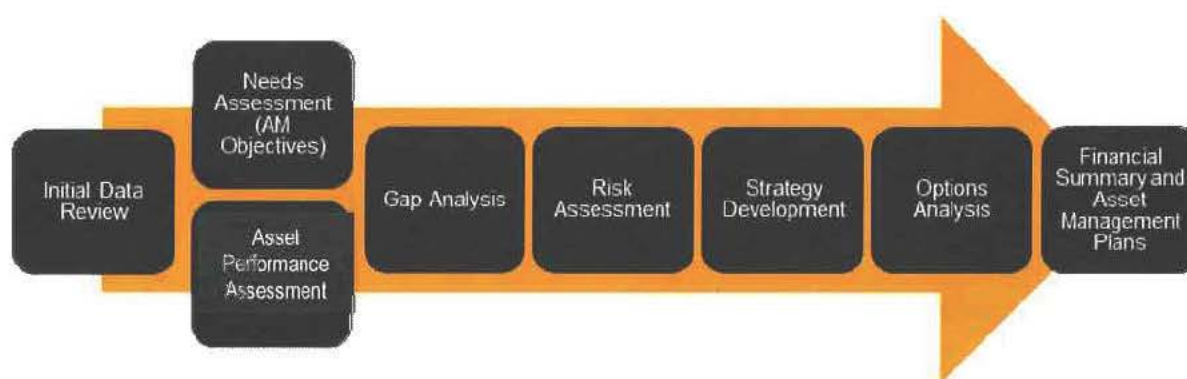 Initial Data
Review
Needs
Assessment
(AM
Objectives)
Asset
Performance
Assessment
Gap Analysis
Risk
Assessment
Strategy
Development
Options
Analysis
Financial
Summary and
Asset
Management
Plans